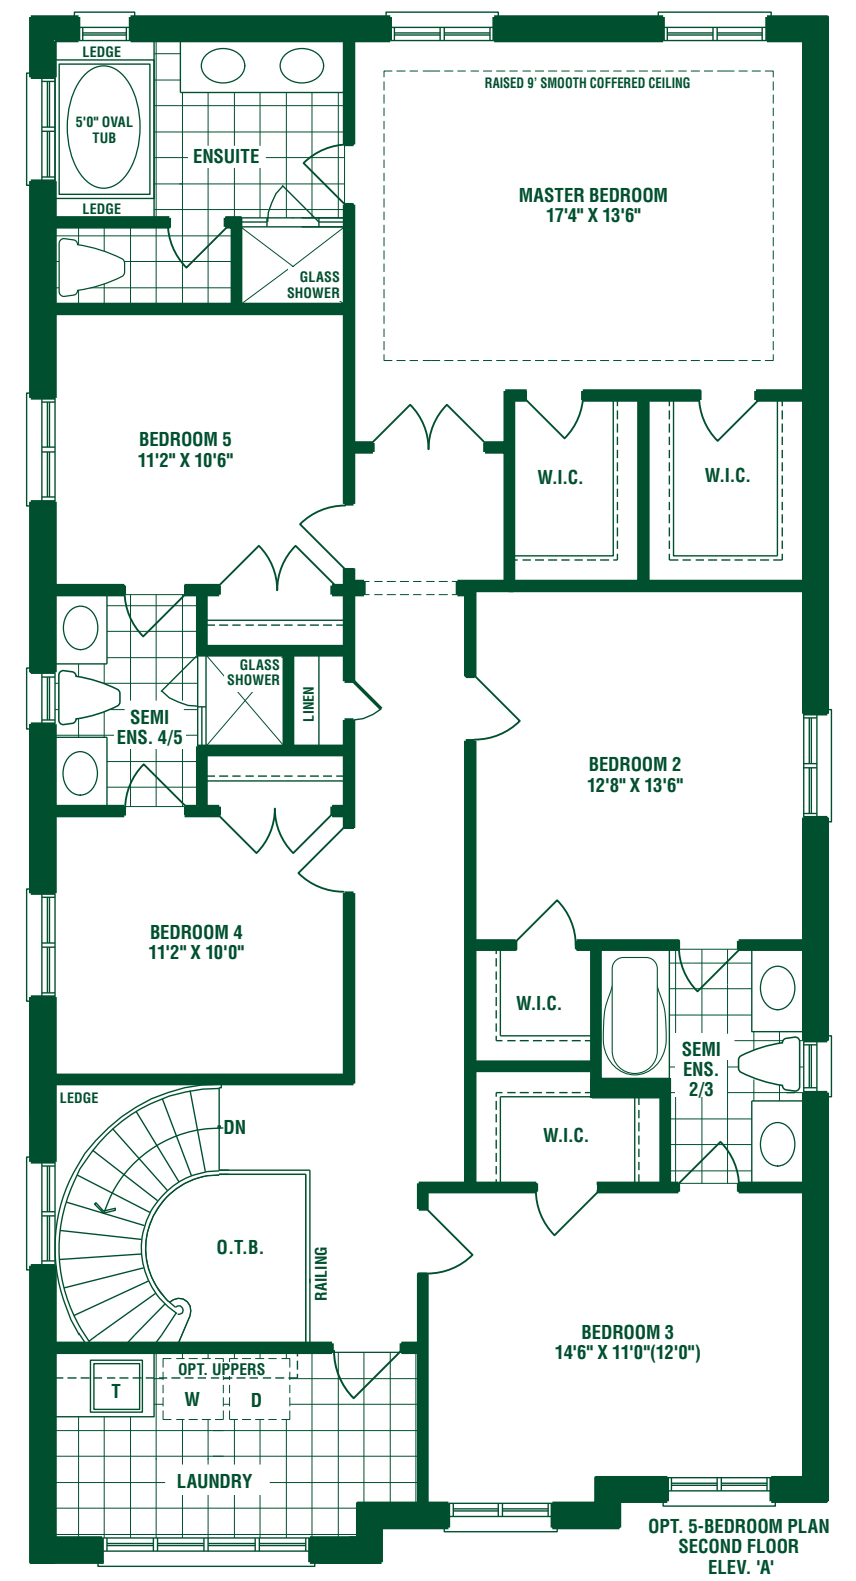 LEDGE
5'0" OVAL
TUB
ENSUITE
LEDGE
GLASS
SHOWER
RAISED 9' SMOOTH COFFERED CEILING
MASTER BEDROOM
17'4" X 13'6"
BEDROOM 5
11'2" X 10'6"
W.I.C.
W.I.C.
GLASS
SHOWER
LINEN
SEMI
ENS. 4/5
BEDROOM 2
12'8" X 13'6"
BEDROOM 4
11'2" X 10'0"
W.I.C.
SEMI
ENS.
2/3
LEDGE
DN
W.I.C.
O.T.B.
RAILING
BEDROOM 3
14'6" X 11'0"(12'0")
OPT. UPPERS
T
W
D
LAUNDRY
OPT. 5-BEDROOM PLAN
SECOND FLOOR
ELEV. 'A'